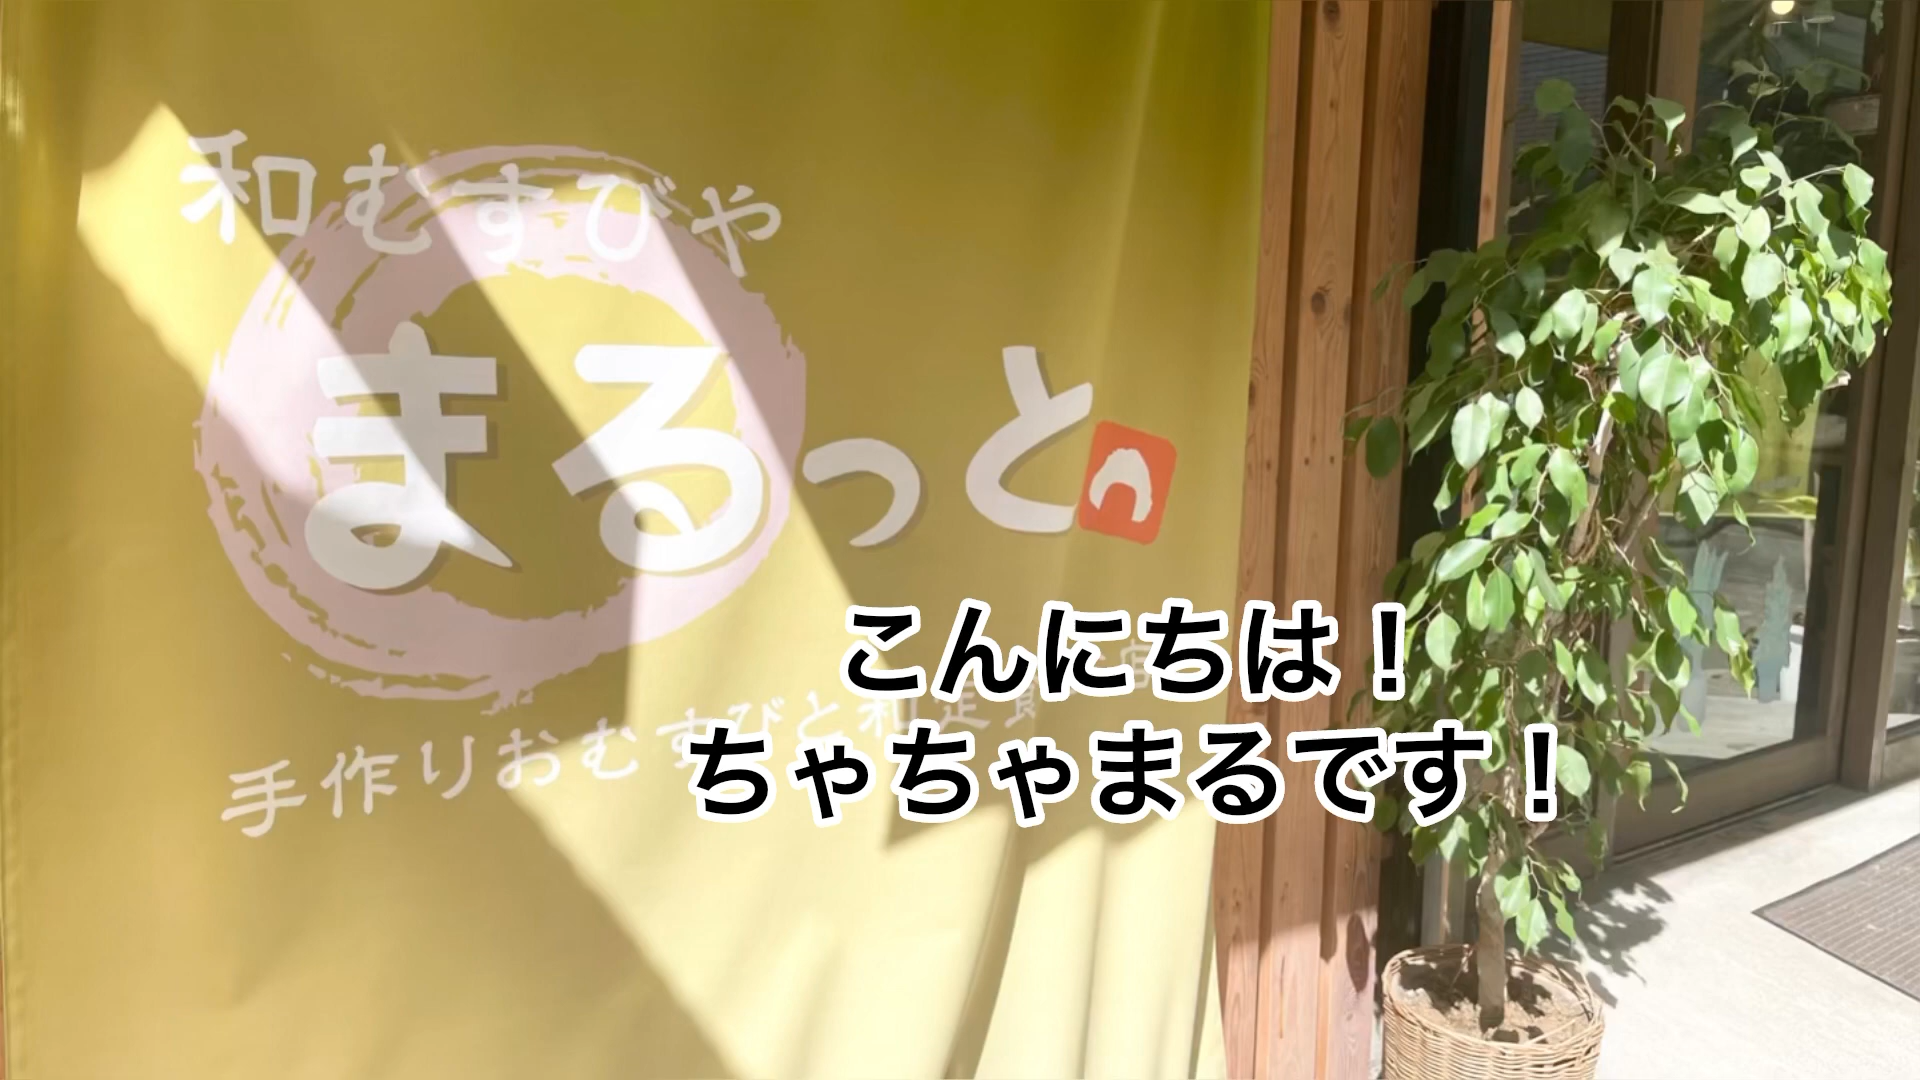 和むすびや
まるっと
手作りおむすびと和定食
こんにちは！
ちゃちゃまるです！